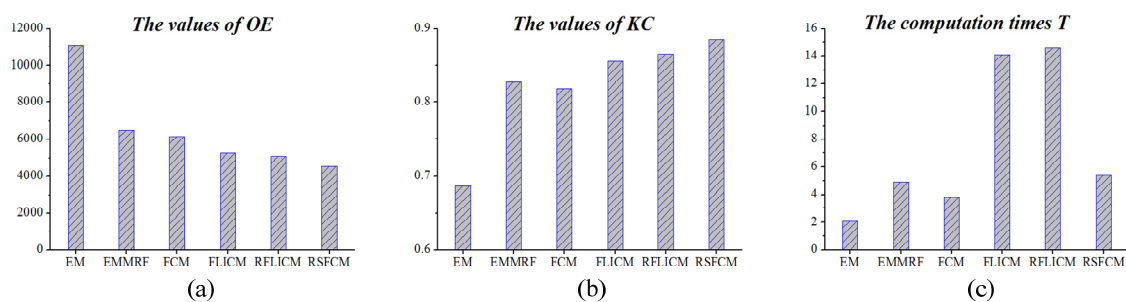 The values of OE
12000
10000
8000
6000
4000
2000
0
EM EMMRF FCM FLICM RFLICM RSFCM
(a)
The values of KC
0.9
0.8
0.7
0.6
EM EMMRF FCM FLICM RFLICM RSFCM
(b)
The computation times T
16
14
12
10
8
6
4
2
0
EM EMMRF FCM FLICM RFLICM RSFCM
(c)